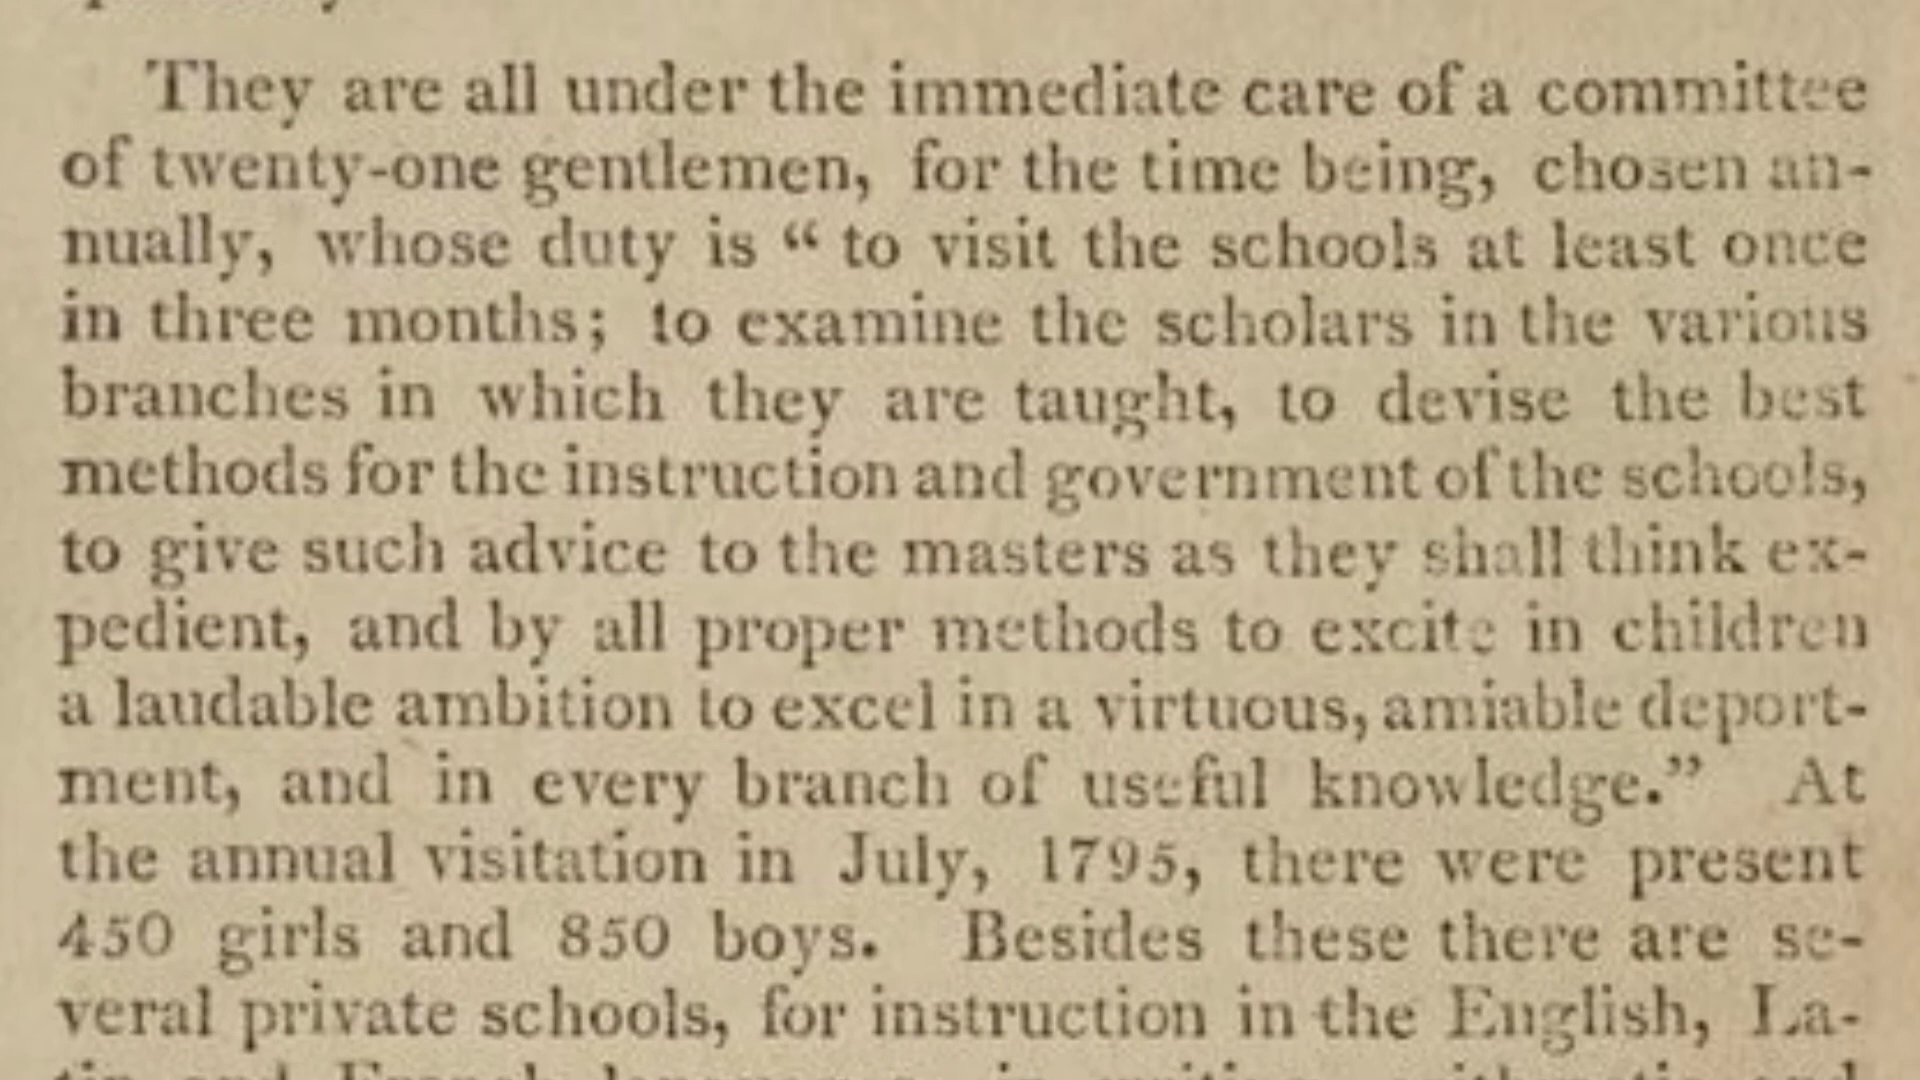 They are all under the immediate care of a committee
of twenty-one gentlemen, for the time being, chosen an-
nually, whose duty is “ to visit the schools at least once
in three months; to examine the scholars in the various
branches in which they are taught, to devise the best
methods for the instruction and government of the schools,
to give such advice to the masters as they shall think ex-
pedient, and by all proper methods to excite in children
a laudable ambition to excel in a virtuous, amiable deport-
ment, and in every branch of useful knowledge.” At
the annual visitation in July, 1795, there were present
450 girls and 850 boys. Besides these there are se-
veral private schools, for instruction in the English, La-